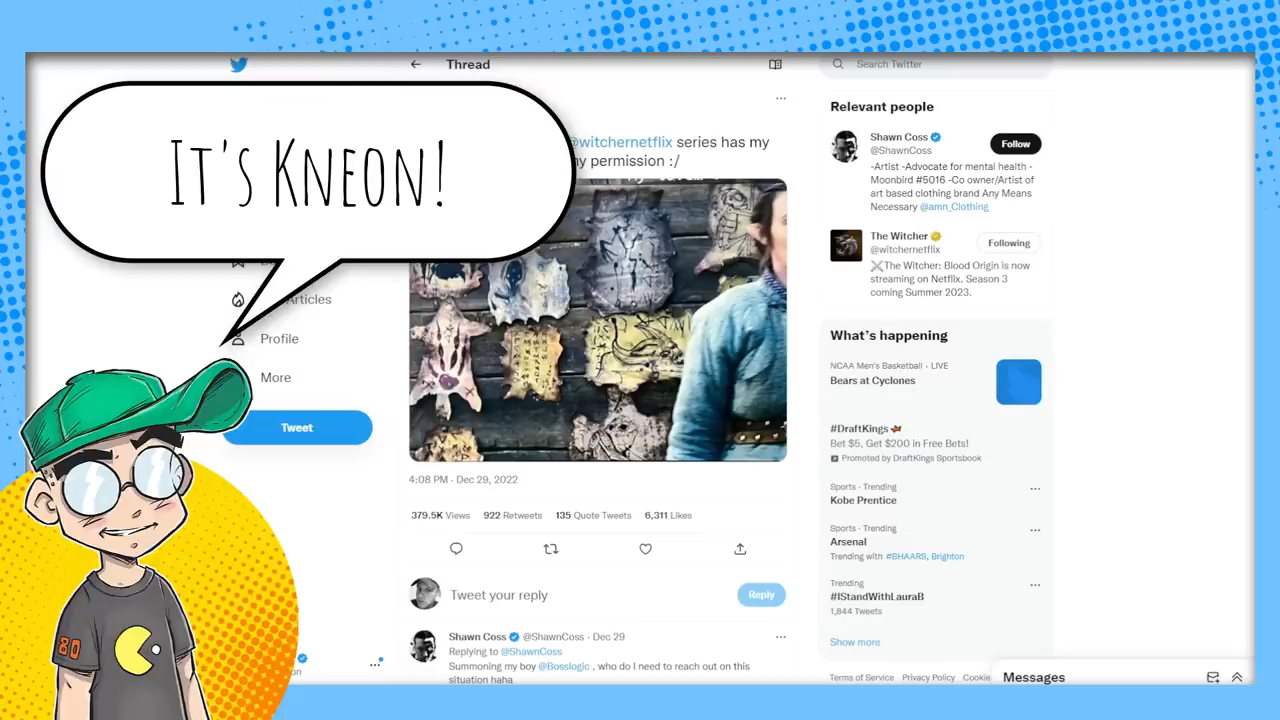 Thread
Search Twitter
It's Kneon!
@witchernetflix series has my
y permission :/
Articles
Profile
More
Tweet
80
4:08 PM · Dec 29, 2022
379.5K Views 922 Retweets 135 Quote Tweets 6,311 Likes
Tweet your reply
Reply
Shawn Coss @ShawnCoss · Dec 29
Replying to @ShawnCoss
Summoning my boy @Bosslogic , who do I need to reach out on this
situation haha
Relevant people
Shawn Coss
@ShawnCoss
Follow
-Artist -Advocate for mental health -
Moonbird #5016 -Co owner/Artist of
art based clothing brand Any Means
Necessary @amn_Clothing
The Witcher
@witchernetflix
Following
⚔️The Witcher: Blood Origin is now
streaming on Netflix. Season 3
coming Summer 2023.
What's happening
NCAA Men's Basketball · LIVE
Bears at Cyclones
#DraftKings
Bet $5, Get $200 in Free Bets!
Promoted by DraftKings Sportsbook
Sports · Trending
Kobe Prentice
Sports · Trending
Arsenal
Trending with #BHAARS, Brighton
Trending
#IStandWithLauraB
1,844 Tweets
Show more
Terms of Service Privacy Policy Cookie
Messages